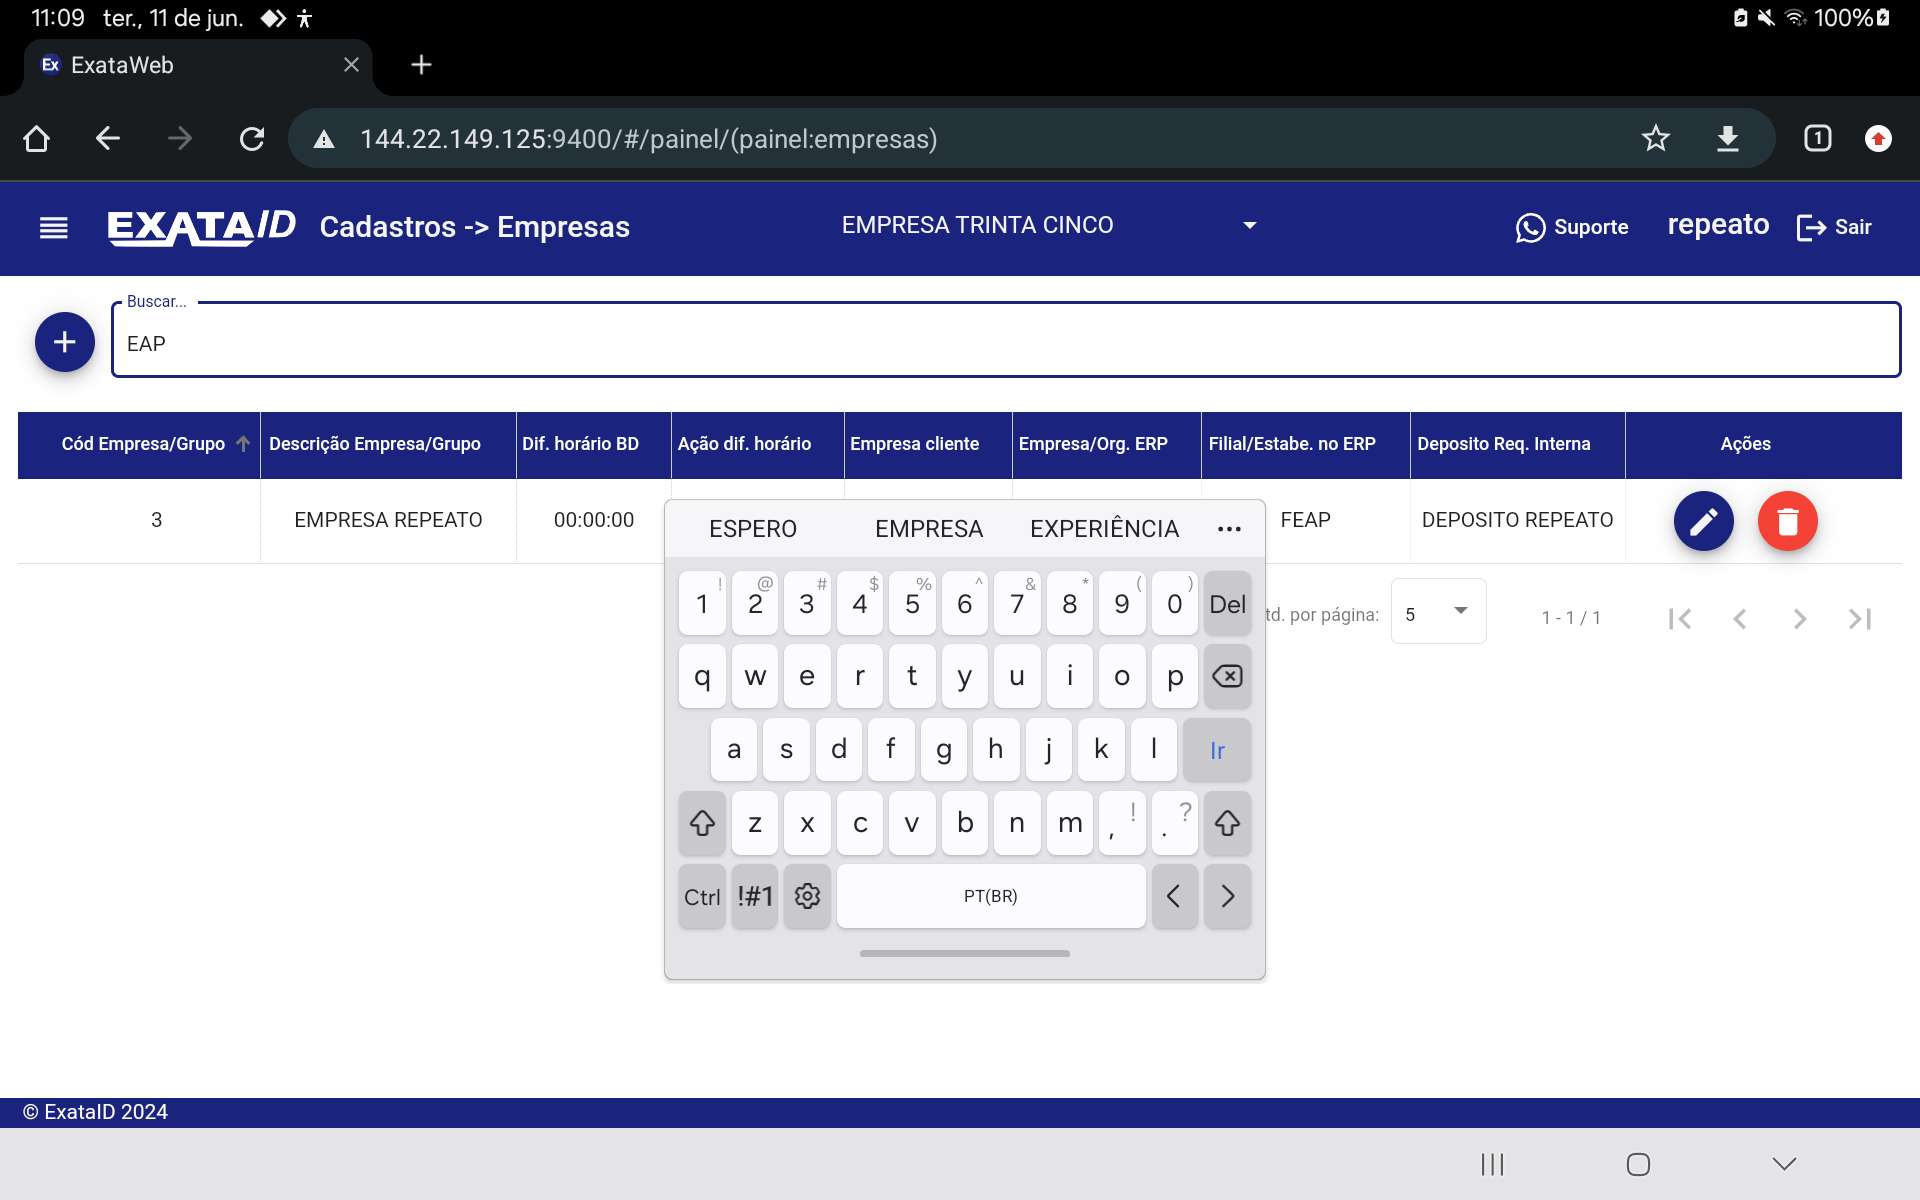 11:09 ter., 11 de jun. 100%
Ex ExataWeb
144.22.149.125:9400/#/painel/(painel:empresas) 1
EXATAID Cadastros -> Empresas EMPRESA TRINTA CINCO Suporte repeato Sair
Buscar...
EAP
Cód Empresa/Grupo Descrição Empresa/Grupo Dif. horário BD Ação dif. horário Empresa cliente Empresa/Org. ERP Filial/Estabe. no ERP Deposito Req. Interna Ações
3 EMPRESA REPEATO 00:00:00 FEAP DEPOSITO REPEATO
td. por página: 5 1 - 1 / 1
ESPERO EMPRESA EXPERIÊNCIA ...
! @ # $ % ^ & * ( )
1 2 3 4 5 6 7 8 9 0 Del
q w e r t y u i o p
a s d f g h j k l Ir
z x c v b n m , ! . ?
Ctrl !#1 PT(BR)
© ExataID 2024